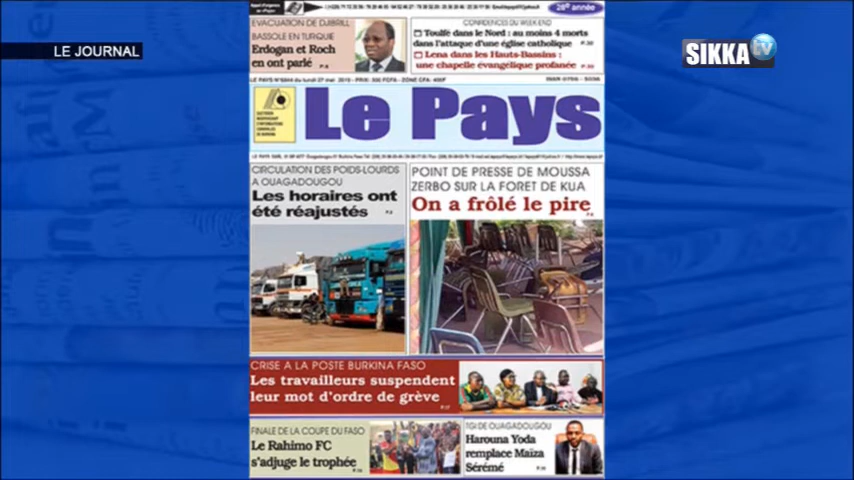 LE JOURNAL
SIKKA tv
28e année
EVACUATION DE DJIBRILL
BASSOLE EN TURQUIE
Erdogan et Roch
en ont parlé
CONFIDENCES DU WEEK END
Toulfé dans le Nord : au moins 4 morts
dans l'attaque d'une église catholique
Lena dans les Hauts-Bassins :
une chapelle évangélique profanée
Le Pays
CIRCULATION DES POIDS-LOURDS
A OUAGADOUGOU
Les horaires ont
été réajustés
POINT DE PRESSE DE MOUSSA
ZERBO SUR LA FORET DE KUA
On a frôlé le pire
CRISE A LA POSTE BURKINA FASO
Les travailleurs suspendent
leur mot d'ordre de grève
FINALE DE LA COUPE DU FASO
Le Rahimo FC
s'adjuge le trophée
TGI DE OUAGADOUGOU
Harouna Yoda
remplace Maïza
Sérémé